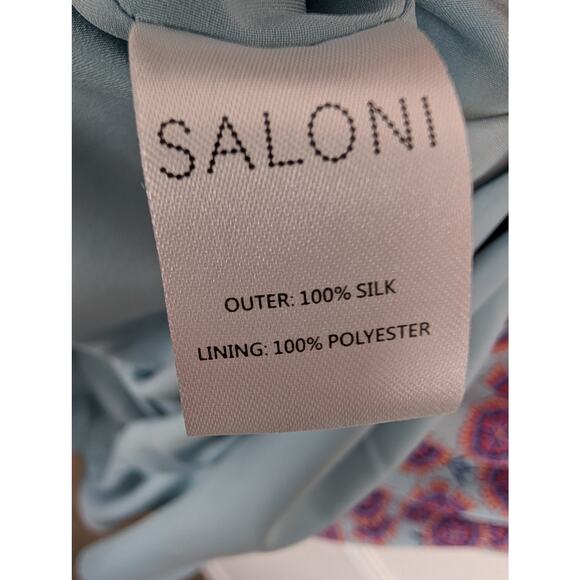 SALONI
OUTER: 100% SILK
LINING: 100% POLYESTER